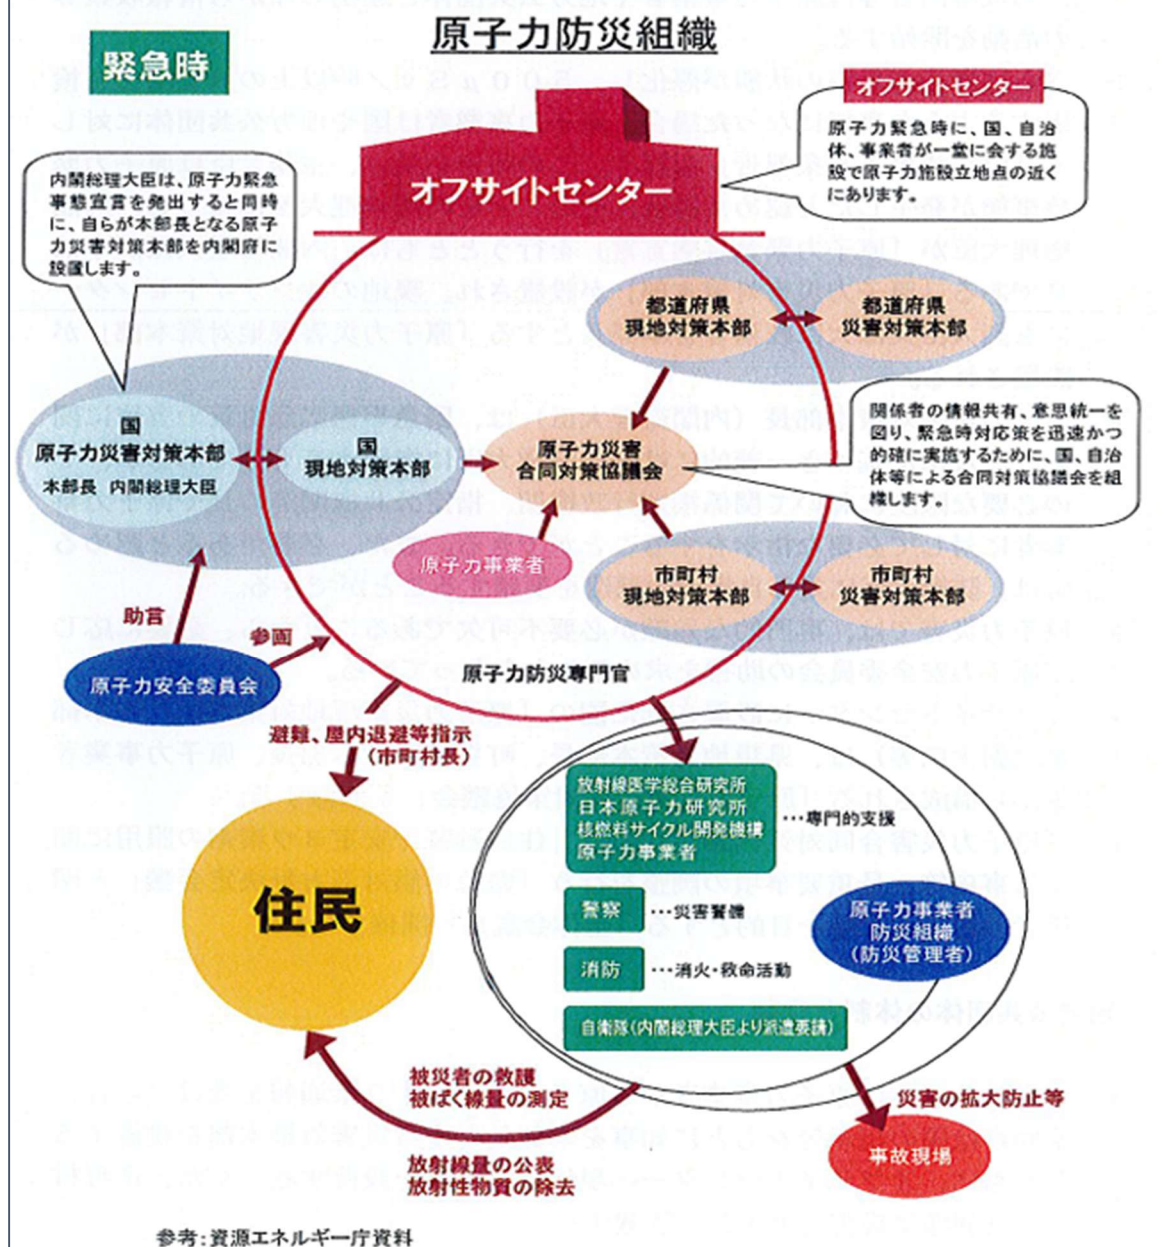 原子力防災組織
緊急時
オフサイトセンター
原子力緊急時に、国、自治
体、事業者が一堂に会する施
設で原子力施設立地点の近く
にあります。
オフサイトセンター
内閣総理大臣は、原子力緊急
事態宣言を発出すると同時
に、自らが本部長となる原子
力災害対策本部を内閣府に
設置します。
都道府県
現地対策本部
都道府県
災害対策本部
国
原子力災害対策本部
本部長 内閣総理大臣
国
現地対策本部
原子力災害
合同対策協議会
関係者の情報共有、意思統一を
図り、緊急時対応策を迅速かつ
的確に実施するために、国、自治
体等による合同対策協議会を組
織します。
原子力事業者
市町村
現地対策本部
市町村
災害対策本部
助言
参画
原子力安全委員会
原子力防災専門官
避難、屋内退避等指示
(市町村長)
放射線医学総合研究所
日本原子力研究所
核燃料サイクル開発機構
原子力事業者
…専門的支援
住民
警察
…災害警備
原子力事業者
防災組織
(防災管理者)
消防
…消火・救命活動
自衛隊(内閣総理大臣より派遣要請)
被災者の救護
被ばく線量の測定
災害の拡大防止等
放射線量の公表
放射性物質の除去
事故現場
参考:資源エネルギー庁資料